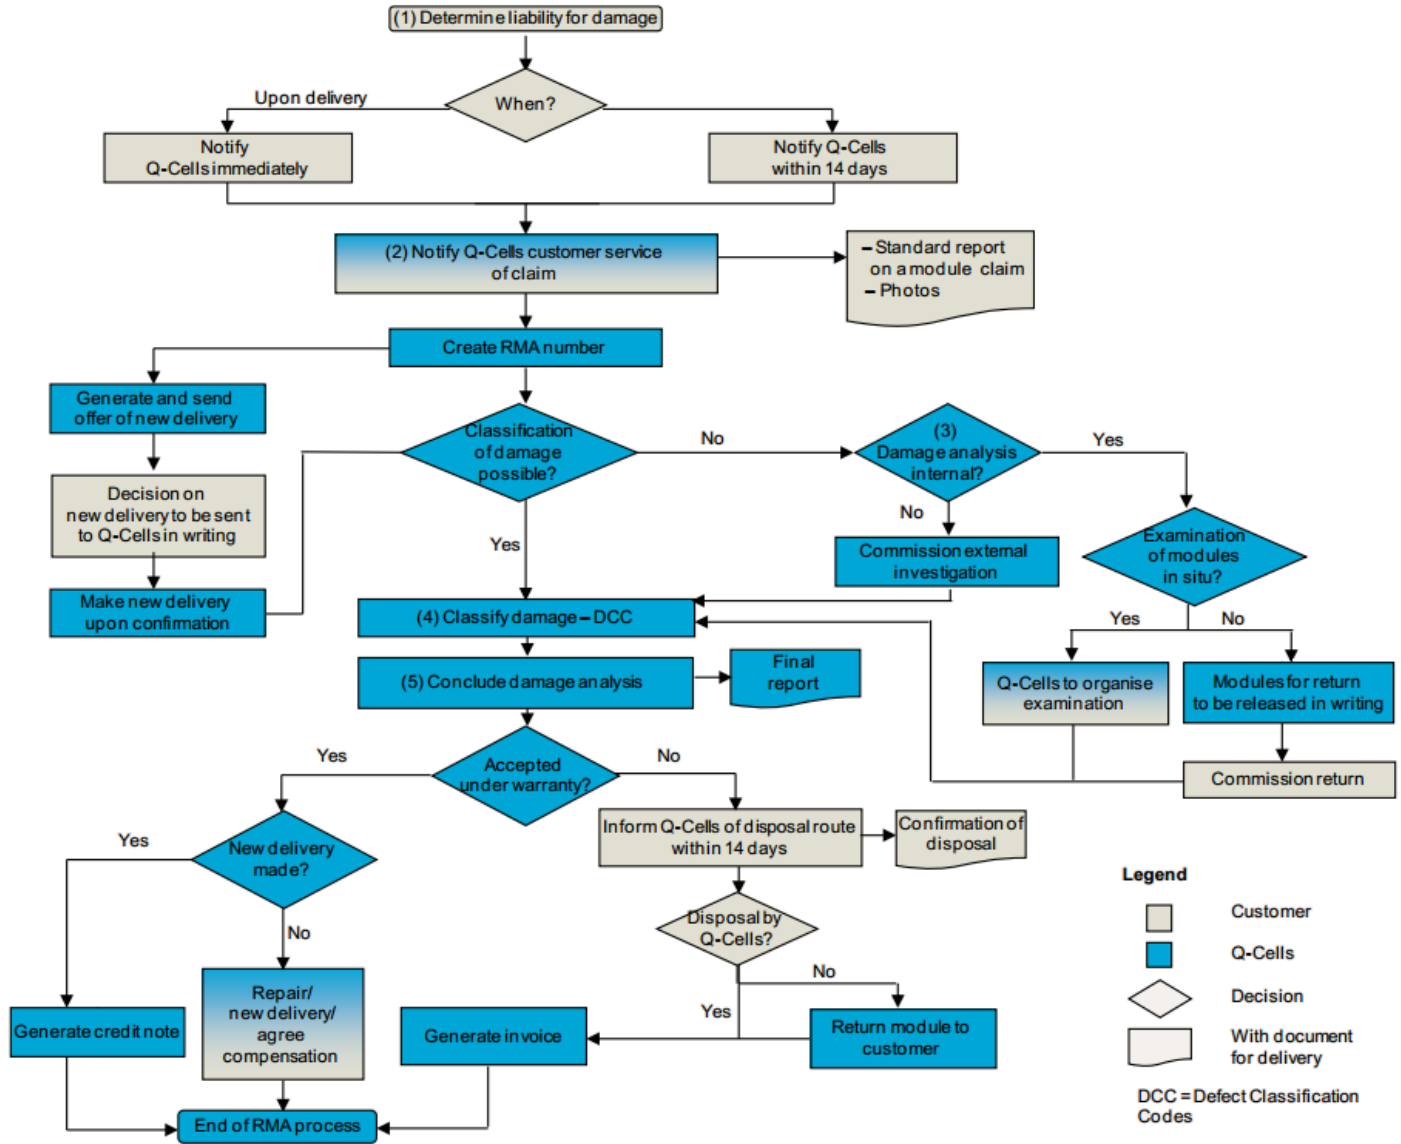 (1) Determine liability for damage
When?
Upon delivery
Notify
Q-Cells immediately
Notify Q-Cells
within 14 days
(2) Notify Q-Cells customer service
of claim
– Standard report
on a module claim
– Photos
Create RMA number
Generate and send
offer of new delivery
Decision on
new delivery to be sent
to Q-Cells in writing
Make new delivery
upon confirmation
Classification
of damage
possible?
No
(3)
Damage analysis
internal?
Yes
No
Yes
Commission external
investigation
Examination
of modules
in situ?
Yes
No
(4) Classify damage – DCC
(5) Conclude damage analysis
Final
report
Q-Cells to organise
examination
Modules for return
to be released in writing
Commission return
Accepted
under warranty?
Yes
No
New delivery
made?
Yes
No
Inform Q-Cells of disposal route
within 14 days
Confirmation of
disposal
Disposal by
Q-Cells?
No
Yes
Generate credit note
Repair/
new delivery/
agree
compensation
Generate invoice
Return module to
customer
End of RMA process
Legend
Customer
Q-Cells
Decision
With document
for delivery
DCC = Defect Classification
Codes